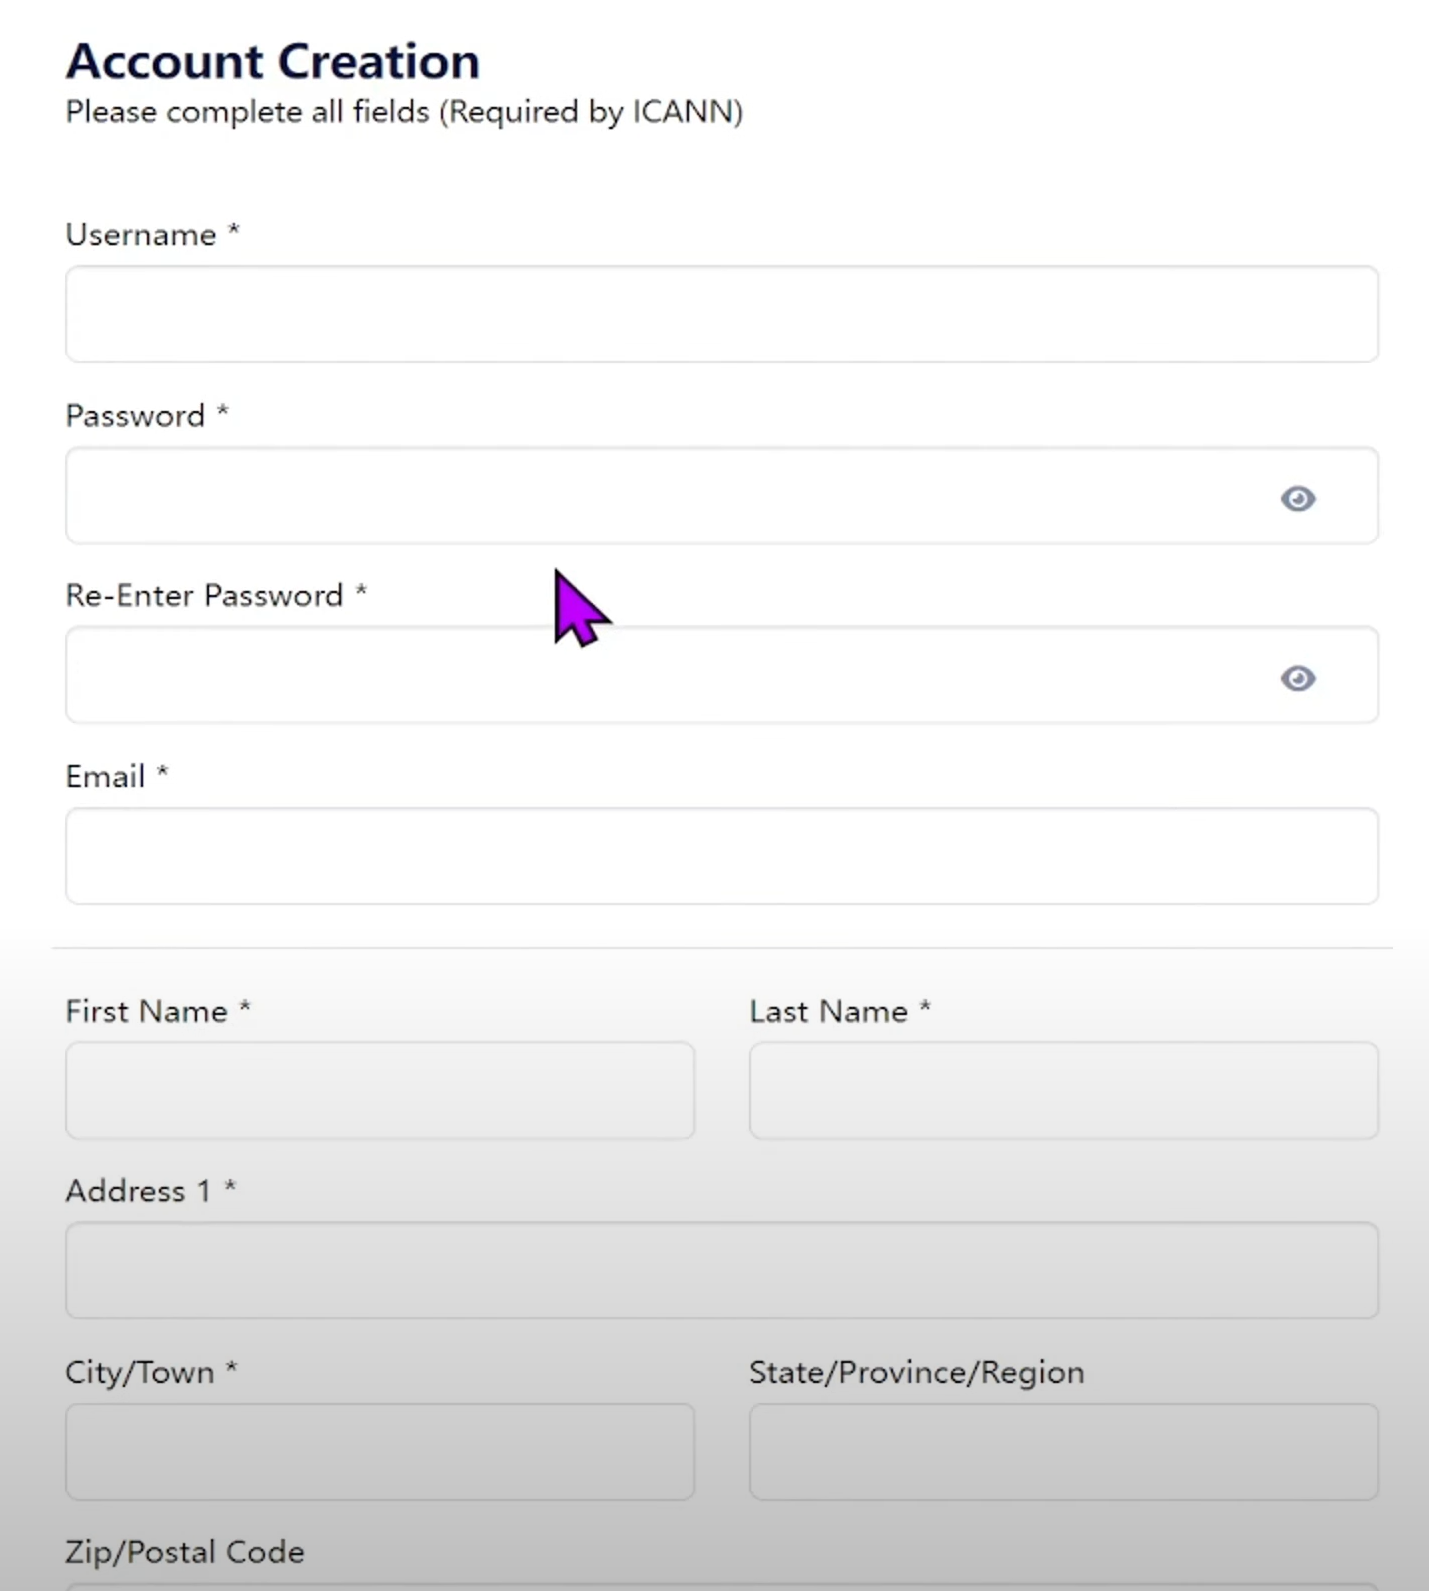 Account Creation
Please complete all fields (Required by ICANN)
Username *
Password *
Re-Enter Password *
Email *
First Name *
Last Name *
Address 1 *
City/Town *
State/Province/Region
Zip/Postal Code